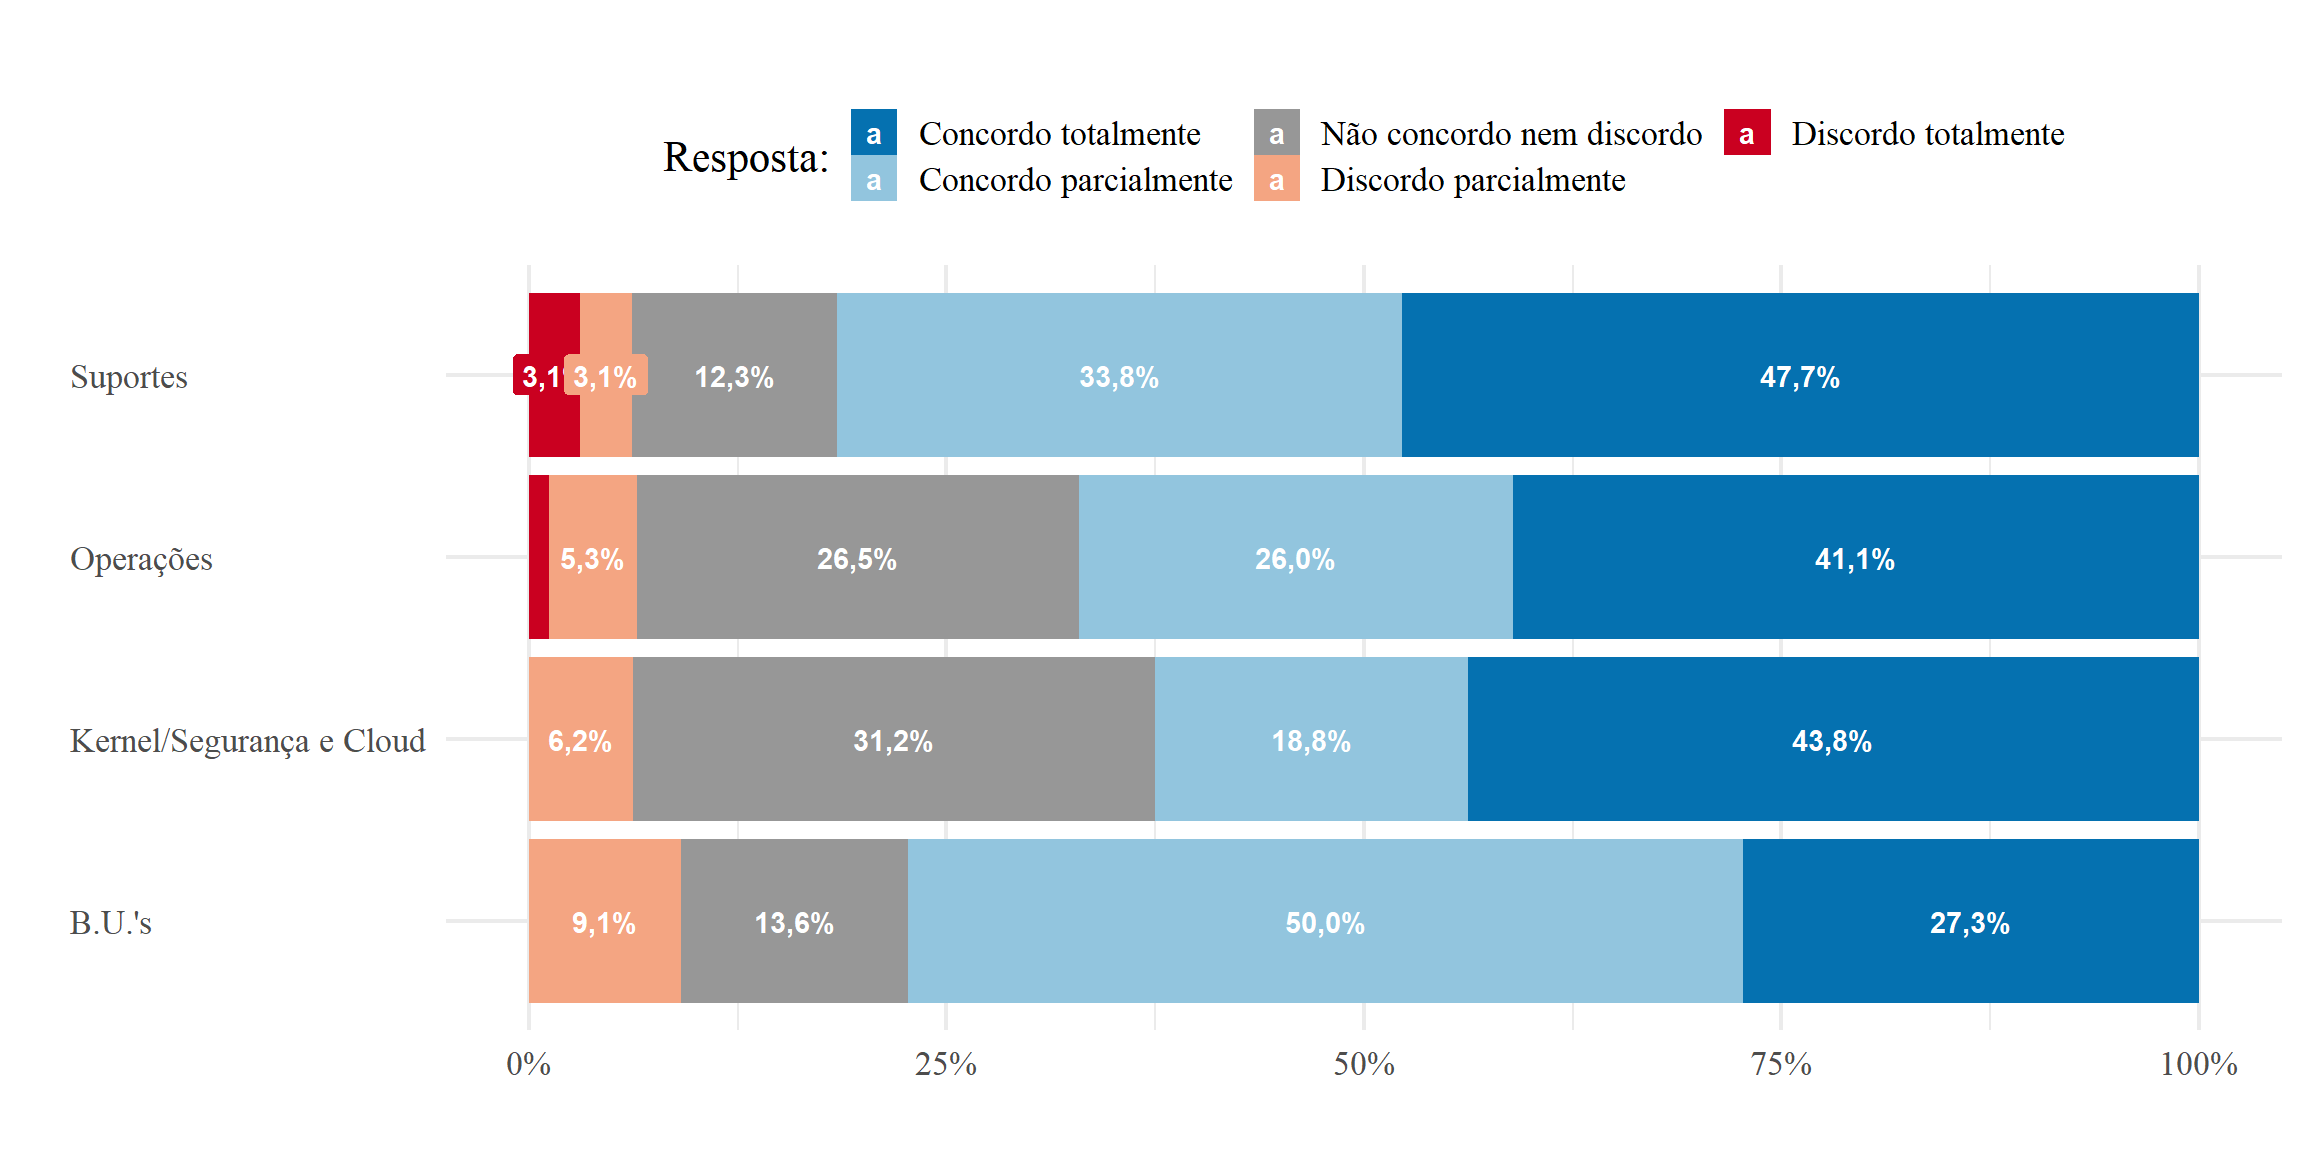 Resposta:
a Concordo totalmente a Não concordo nem discordo a Discordo totalmente
a Concordo parcialmente a Discordo parcialmente
Suportes 3,1% 12,3% 33,8% 47,7%
Operações 5,3% 26,5% 26,0% 41,1%
Kernel/Segurança e Cloud 6,2% 31,2% 18,8% 43,8%
B.U.'s 9,1% 13,6% 50,0% 27,3%
0% 25% 50% 75% 100%